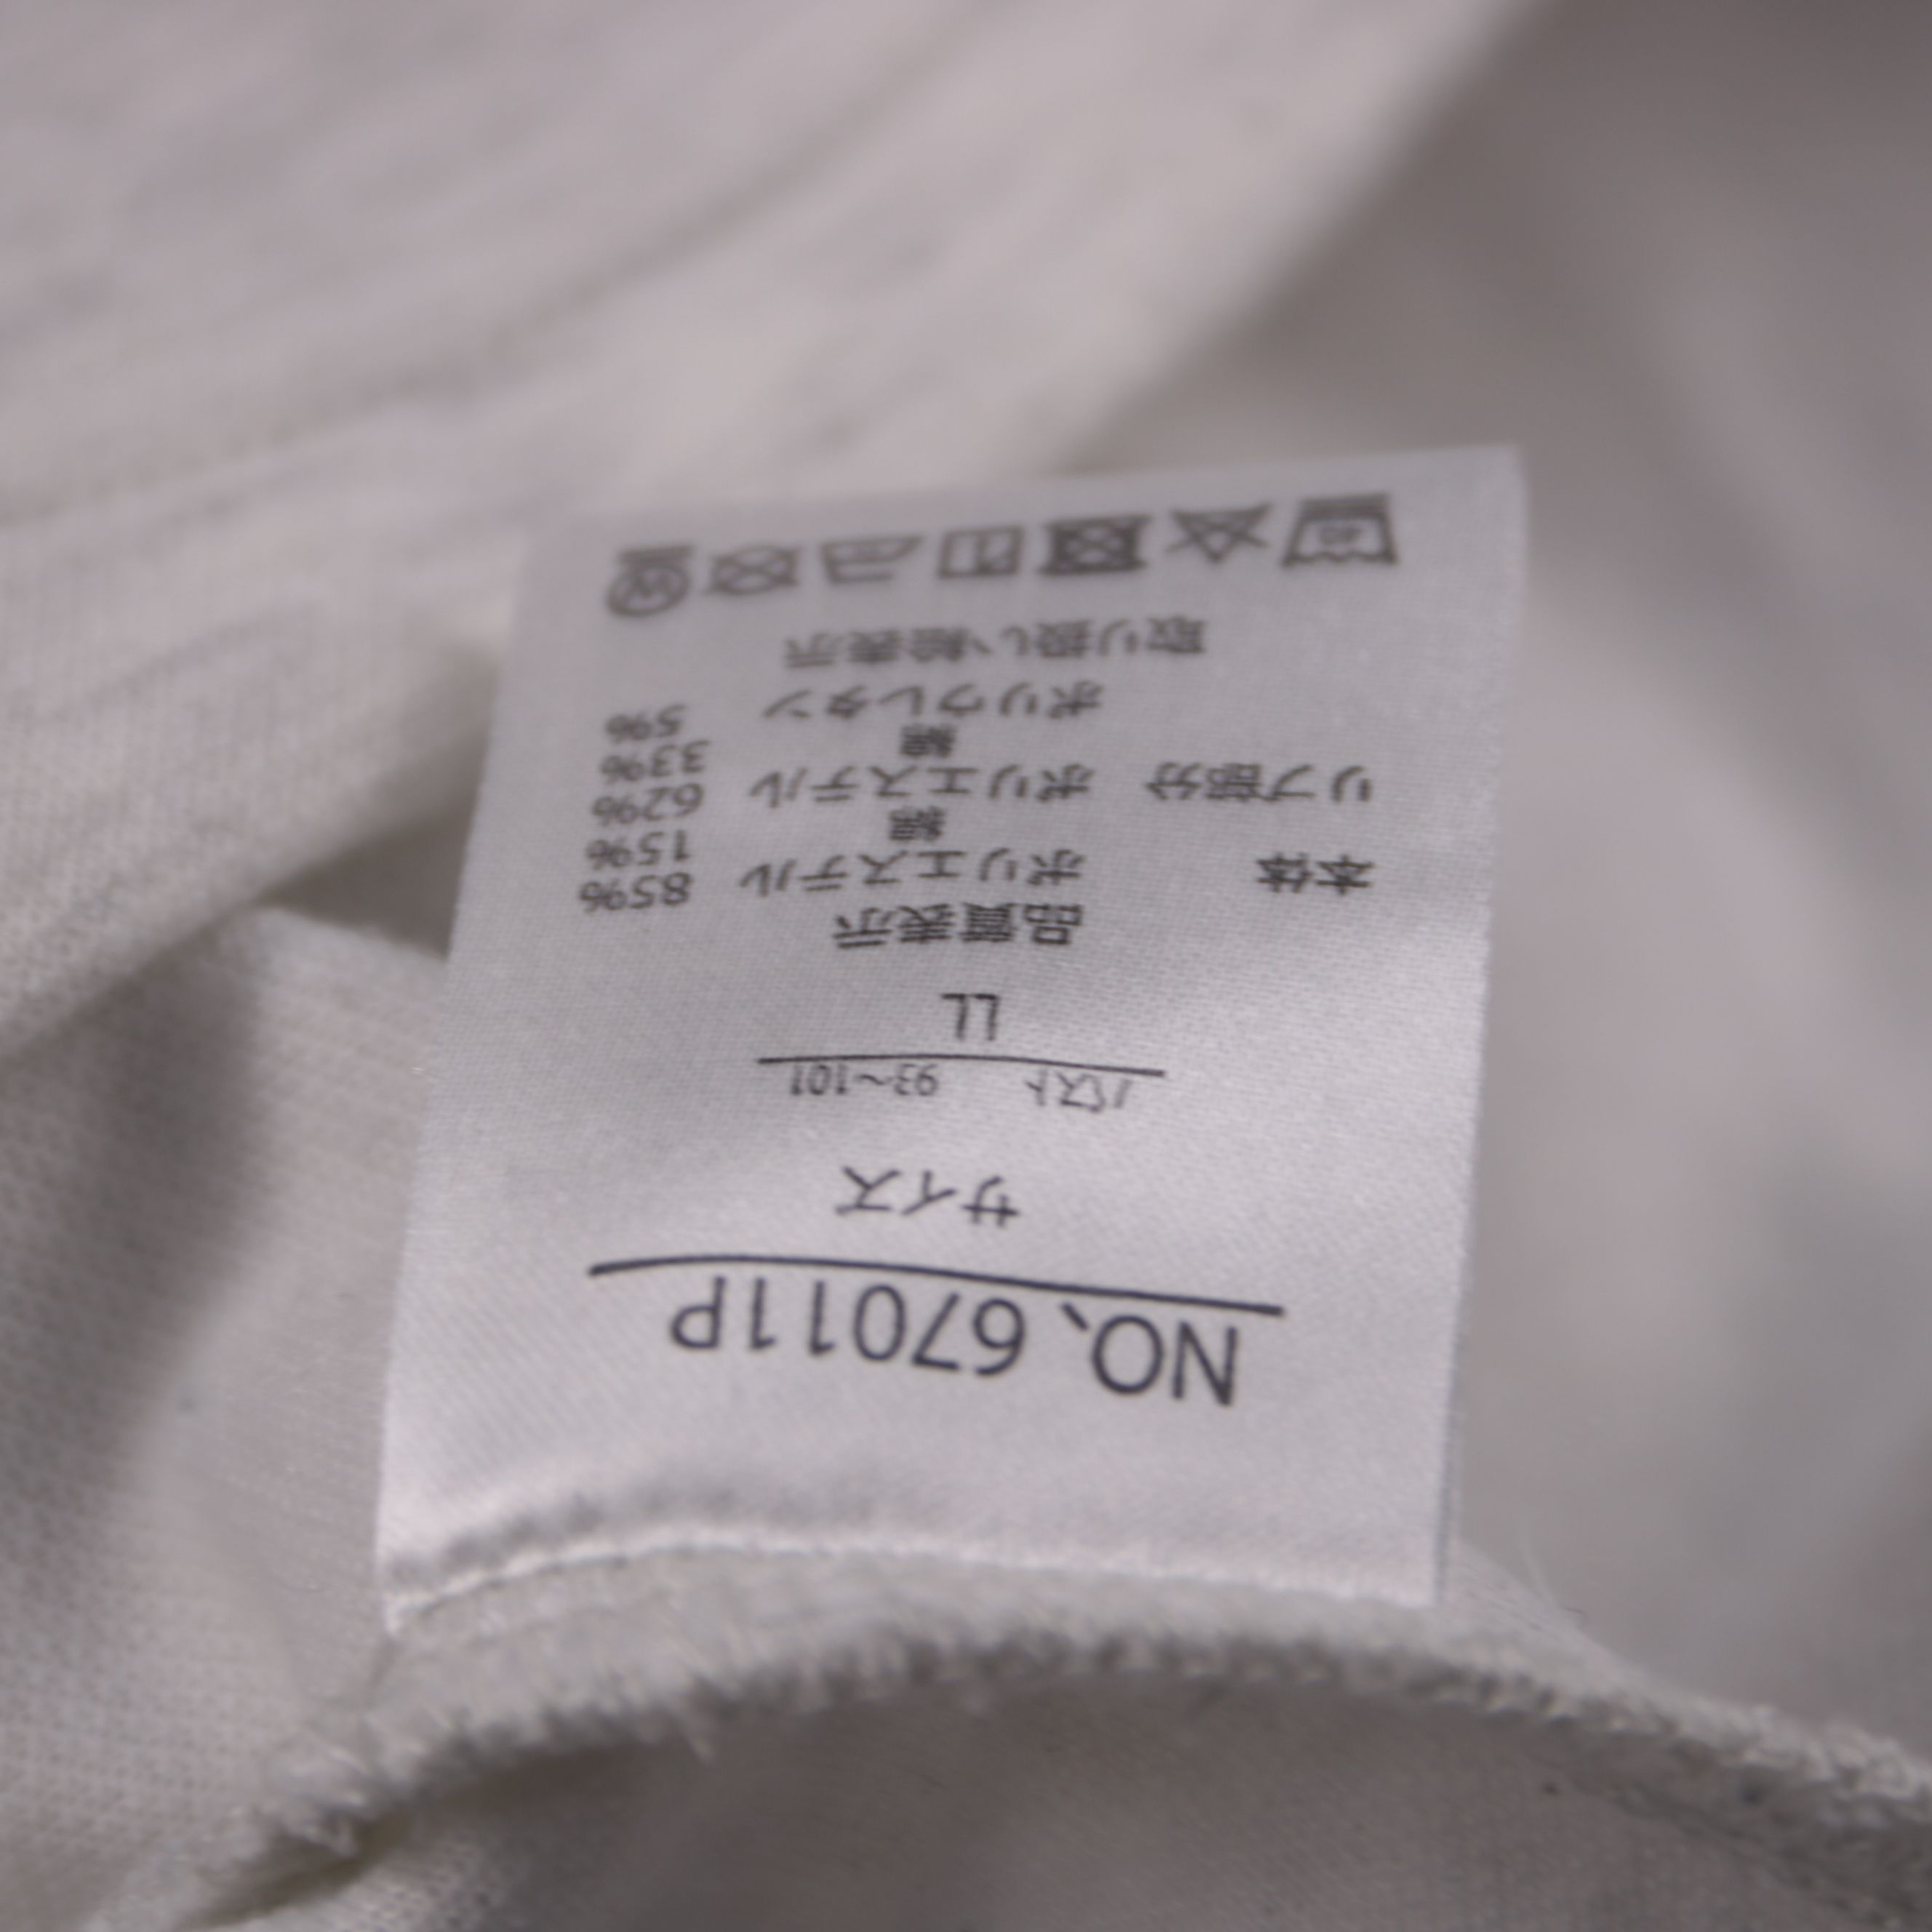 NO.67011P
サイズ
バスト 93~101
LL
品質表示
本体 ポリエステル 85%
綿 15%
リブ部分 ポリエステル 62%
綿 33%
ポリウレタン 5%
取り扱い絵表示